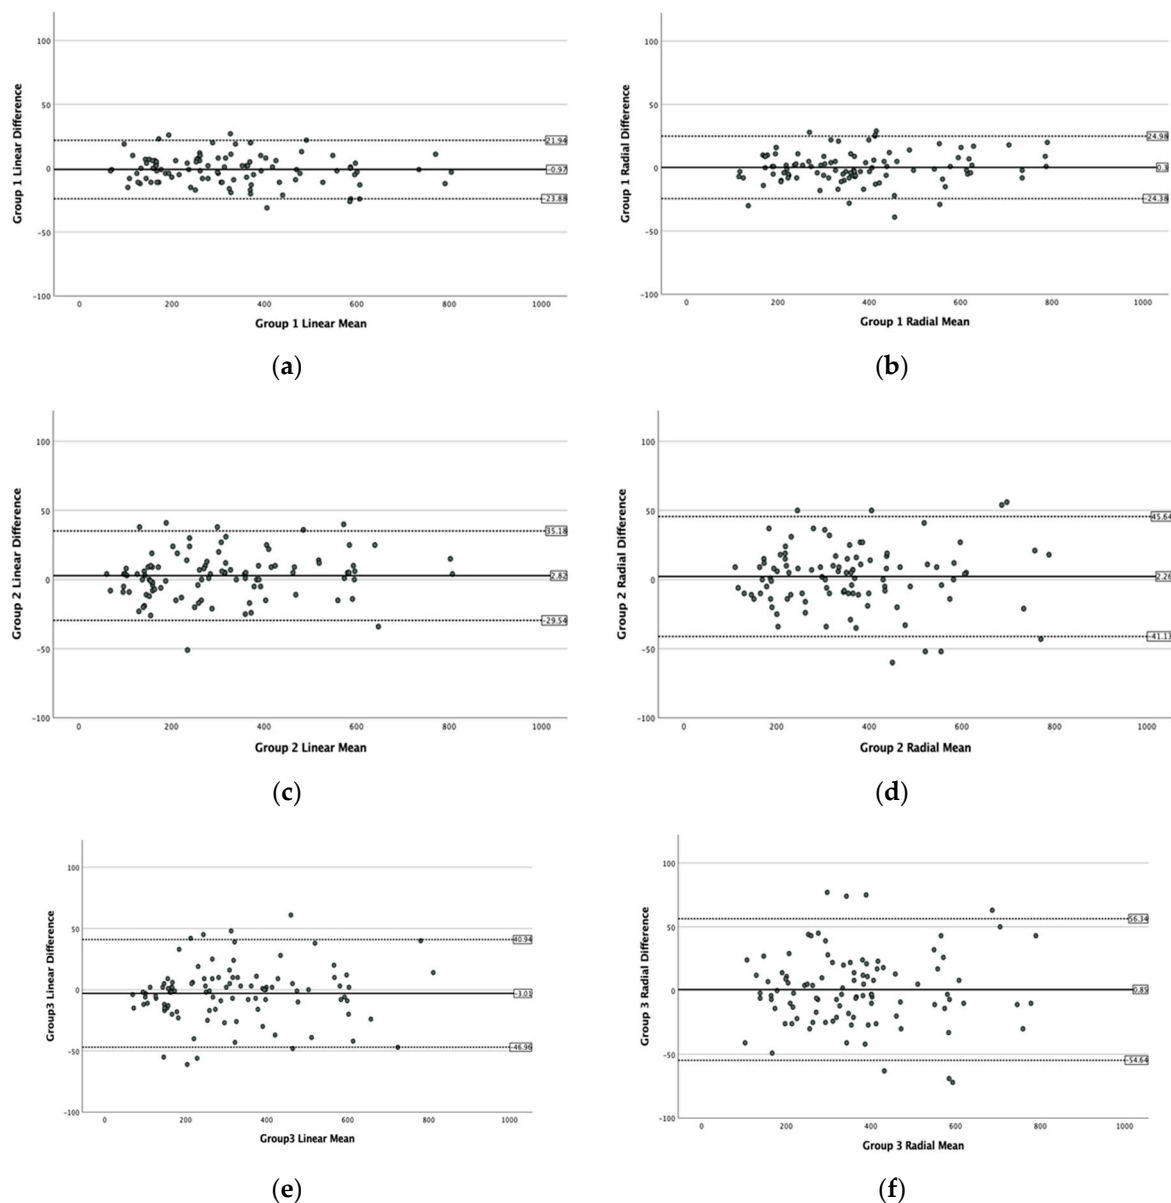 100
21.94
50
0
-0.97
-23.88
-50
-100
0 200 400 600 800 1000
Group 1 Linear Difference
Group 1 Linear Mean
(a)
100
50
24.98
0
0.3
-24.38
-50
-100
0 200 400 600 800 1000
Group 1 Radial Difference
Group 1 Radial Mean
(b)
100
50
35.18
0
2.82
-29.54
-50
-100
0 200 400 600 800 1000
Group 2 Linear Difference
Group 2 Linear Mean
(c)
100
50
45.64
0
2.26
-41.13
-50
-100
0 200 400 600 800 1000
Group 2 Radial Difference
Group 2 Radial Mean
(d)
100
50
40.94
0
-3.01
-46.96
-50
-100
0 200 400 600 800 1000
Group3 Linear Difference
Group3 Linear Mean
(e)
100
56.34
50
0
0.85
-50
-54.64
-100
0 200 400 600 800 1000
Group 3 Radial Difference
Group 3 Radial Mean
(f)